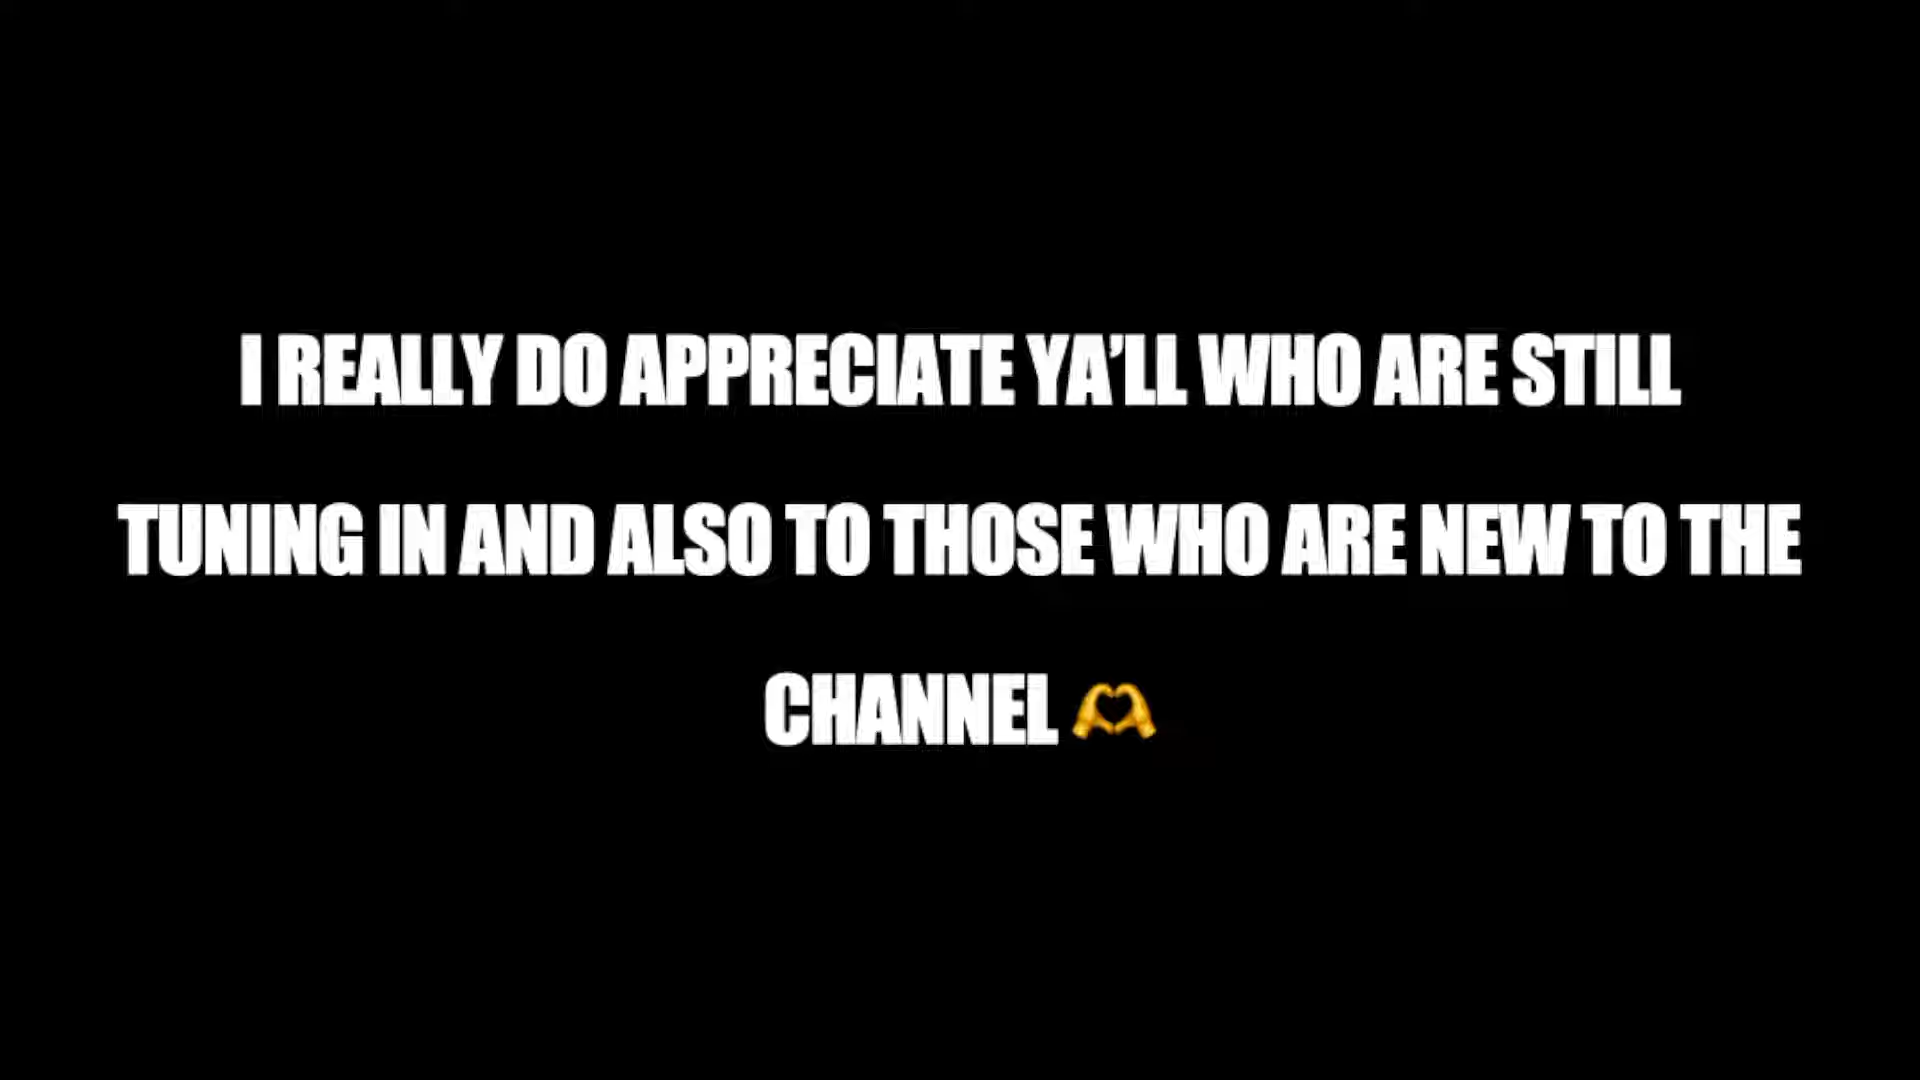 I REALLY DO APPRECIATE YA’LL WHO ARE STILL
TUNING IN AND ALSO TO THOSE WHO ARE NEW TO THE
CHANNEL 🫶